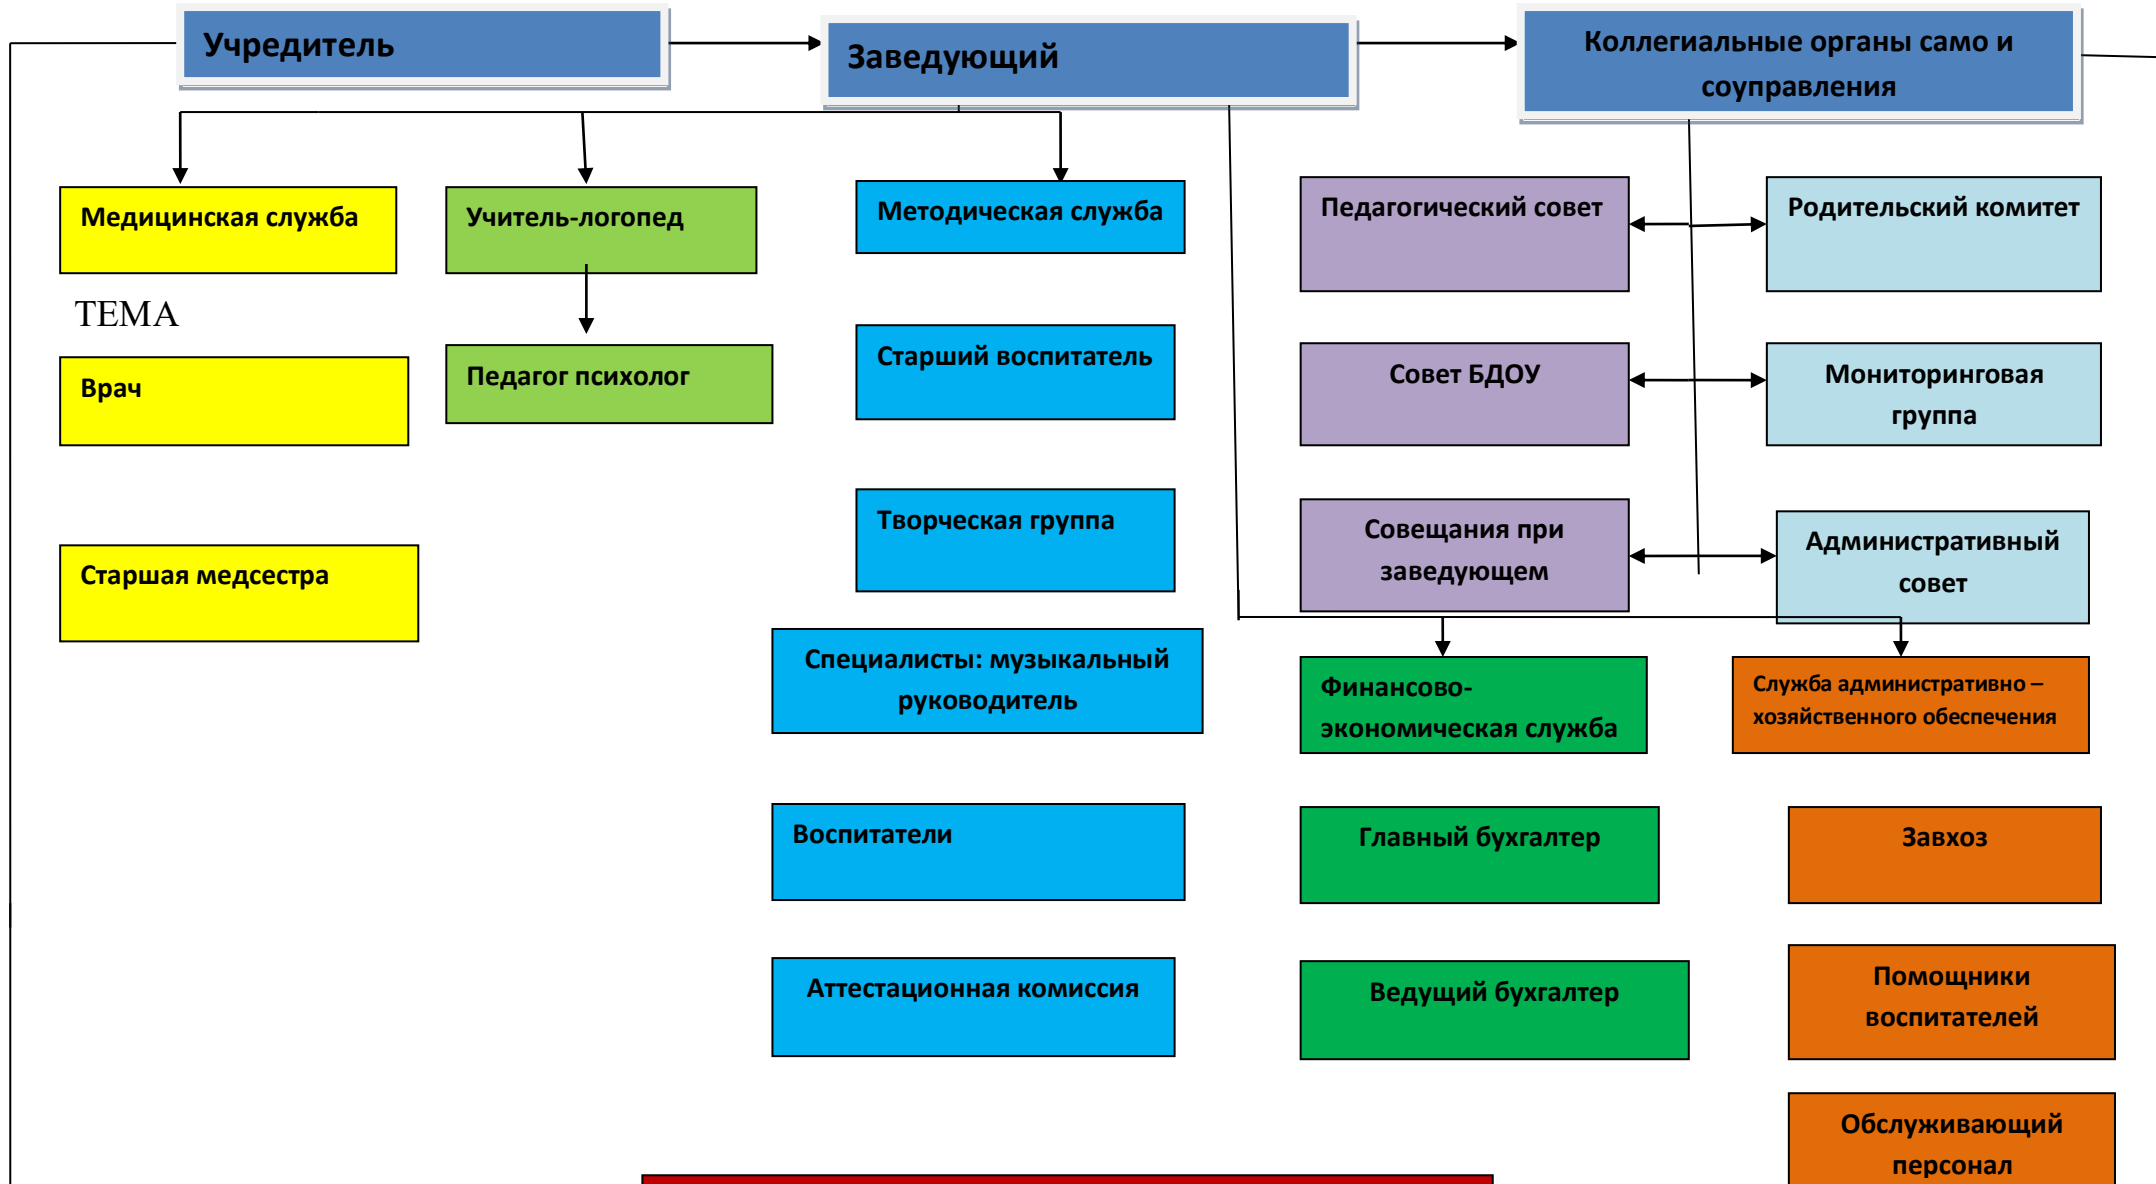 Учредитель
Заведующий
Коллегиальные органы само и
соуправления
Медицинская служба
Учитель-логопед
Методическая служба
Педагогический совет
Родительский комитет
ТЕМА
Врач
Педагог психолог
Старший воспитатель
Совет БДОУ
Мониторинговая
группа
Старшая медсестра
Творческая группа
Совещания при
заведующем
Административный
совет
Специалисты: музыкальный
руководитель
Финансово-
экономическая служба
Служба административно –
хозяйственного обеспечения
Воспитатели
Главный бухгалтер
Завхоз
Аттестационная комиссия
Ведущий бухгалтер
Помощники
воспитателей
Обслуживающий
персонал